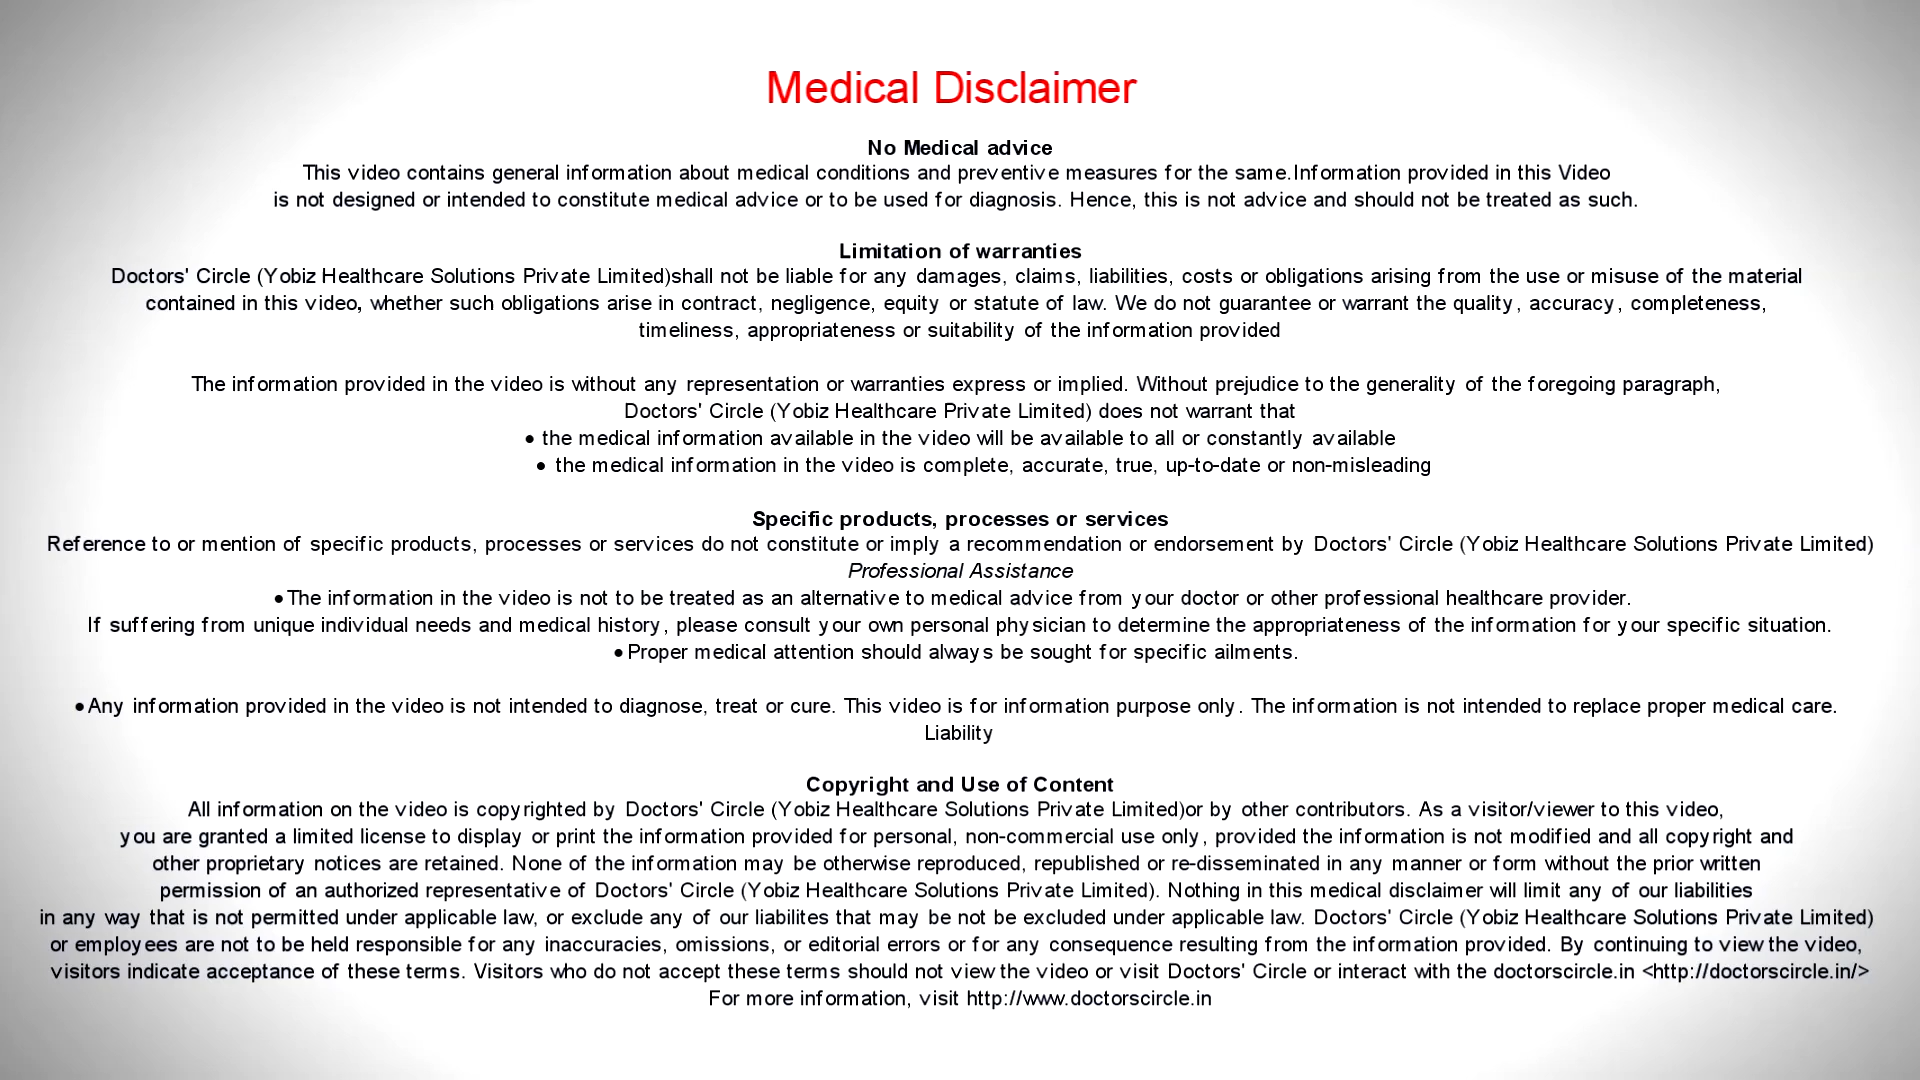 Medical Disclaimer
No Medical advice
This video contains general information about medical conditions and preventive measures for the same.Information provided in this Video
is not designed or intended to constitute medical advice or to be used for diagnosis. Hence, this is not advice and should not be treated as such.
Limitation of warranties
Doctors' Circle (Yobiz Healthcare Solutions Private Limited)shall not be liable for any damages, claims, liabilities, costs or obligations arising from the use or misuse of the material
contained in this video, whether such obligations arise in contract, negligence, equity or statute of law. We do not guarantee or warrant the quality, accuracy, completeness,
timeliness, appropriateness or suitability of the information provided
The information provided in the video is without any representation or warranties express or implied. Without prejudice to the generality of the foregoing paragraph,
Doctors' Circle (Yobiz Healthcare Private Limited) does not warrant that
• the medical information available in the video will be available to all or constantly available
• the medical information in the video is complete, accurate, true, up-to-date or non-misleading
Specific products, processes or services
Reference to or mention of specific products, processes or services do not constitute or imply a recommendation or endorsement by Doctors' Circle (Yobiz Healthcare Solutions Private Limited)
Professional Assistance
•The information in the video is not to be treated as an alternative to medical advice from your doctor or other professional healthcare provider.
If suffering from unique individual needs and medical history, please consult your own personal physician to determine the appropriateness of the information for your specific situation.
•Proper medical attention should always be sought for specific ailments.
•Any information provided in the video is not intended to diagnose, treat or cure. This video is for information purpose only. The information is not intended to replace proper medical care.
Liability
Copyright and Use of Content
All information on the video is copyrighted by Doctors' Circle (Yobiz Healthcare Solutions Private Limited)or by other contributors. As a visitor/viewer to this video,
you are granted a limited license to display or print the information provided for personal, non-commercial use only, provided the information is not modified and all copyright and
other proprietary notices are retained. None of the information may be otherwise reproduced, republished or re-disseminated in any manner or form without the prior written
permission of an authorized representative of Doctors' Circle (Yobiz Healthcare Solutions Private Limited). Nothing in this medical disclaimer will limit any of our liabilities
in any way that is not permitted under applicable law, or exclude any of our liabilites that may be not be excluded under applicable law. Doctors' Circle (Yobiz Healthcare Solutions Private Limited)
or employees are not to be held responsible for any inaccuracies, omissions, or editorial errors or for any consequence resulting from the information provided. By continuing to view the video,
visitors indicate acceptance of these terms. Visitors who do not accept these terms should not view the video or visit Doctors' Circle or interact with the doctorscircle.in <http://doctorscircle.in/>
For more information, visit http://www.doctorscircle.in